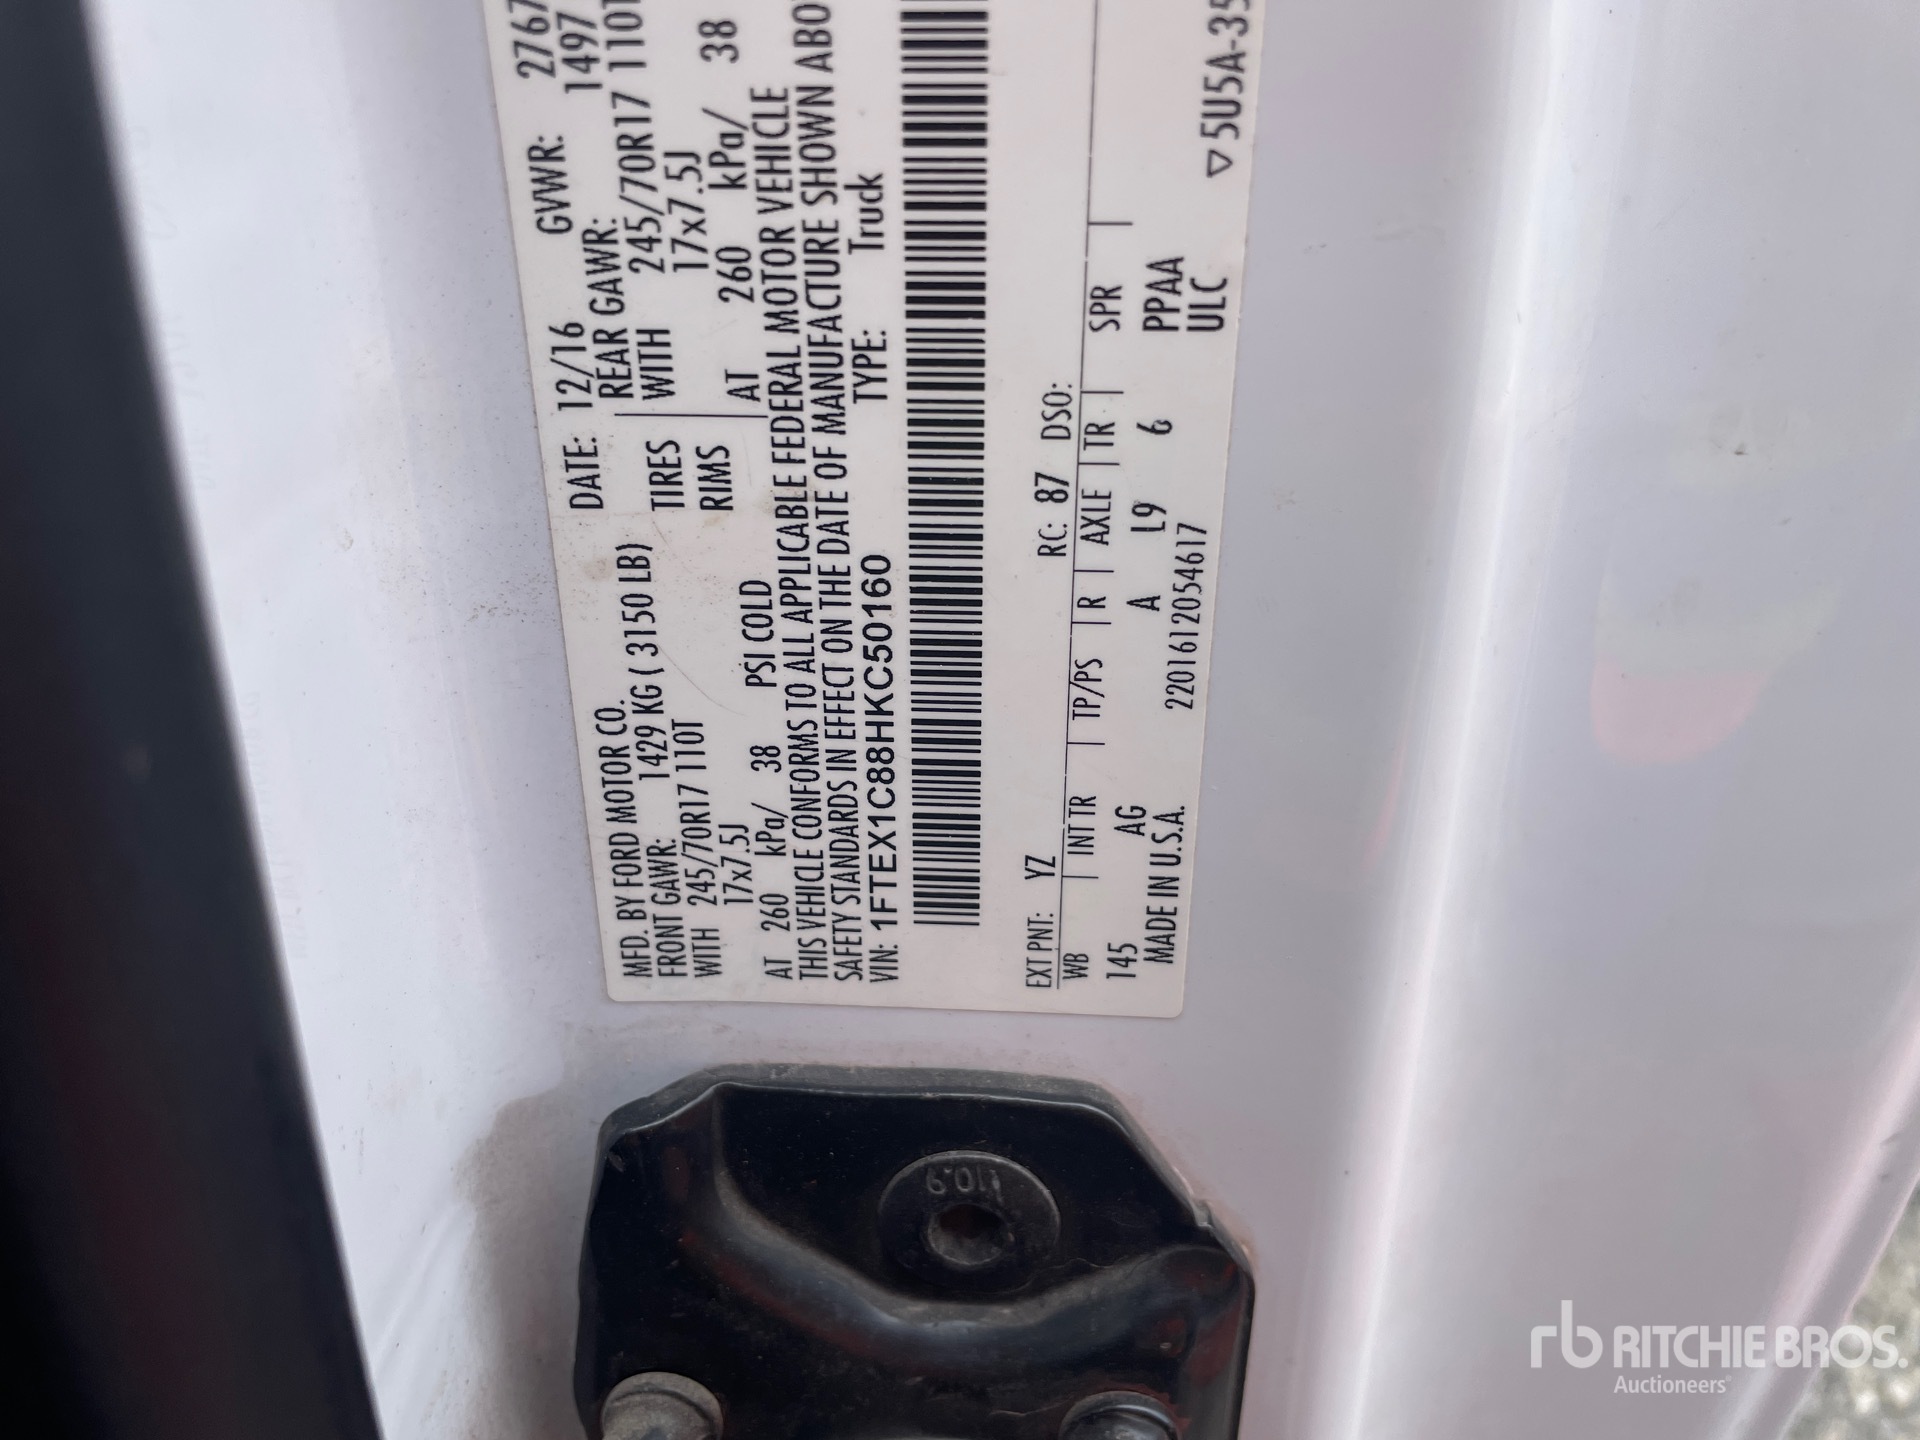 MFD. BY FORD MOTOR CO.
DATE: 12/16 GVWR: 2767
FRONT GAWR: 1429 KG ( 3150 LB) REAR GAWR: 1497
WITH 245/70R17 110T TIRES WITH 245/70R17 110T
17x7.5J RIMS 17x7.5J
AT 260 kPa/ 38 PSI COLD AT 260 kPa/ 38
THIS VEHICLE CONFORMS TO ALL APPLICABLE FEDERAL MOTOR VEHICLE
SAFETY STANDARDS IN EFFECT ON THE DATE OF MANUFACTURE SHOWN ABO
VIN: 1FTEX1C88HKC50160 TYPE: Truck
EXT PNT: YZ RC: 87 DSO:
WB INT TR TP/PS R AXLE TR SPR
145 AG A L9 6 PPAA
MADE IN U.S.A. 2201612054617 ULC
▽5U5A-35
10.9
rb RITCHIE BROS.
Auctioneers